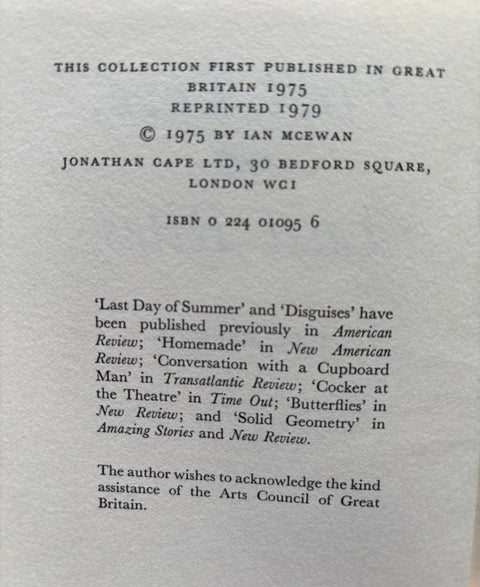 THIS COLLECTION FIRST PUBLISHED IN GREAT
BRITAIN 1975
REPRINTED 1979
© 1975 BY IAN MCEWAN
JONATHAN CAPE LTD, 30 BEDFORD SQUARE,
LONDON WC1
ISBN 0 224 01095 6
‘Last Day of Summer’ and ‘Disguises’ have
been published previously in American
Review; ‘Homemade’ in New American
Review; ‘Conversation with a Cupboard
Man’ in Transatlantic Review; ‘Cocker at
the Theatre’ in Time Out; ‘Butterflies’ in
New Review; and ‘Solid Geometry’ in
Amazing Stories and New Review.
The author wishes to acknowledge the kind
assistance of the Arts Council of Great
Britain.